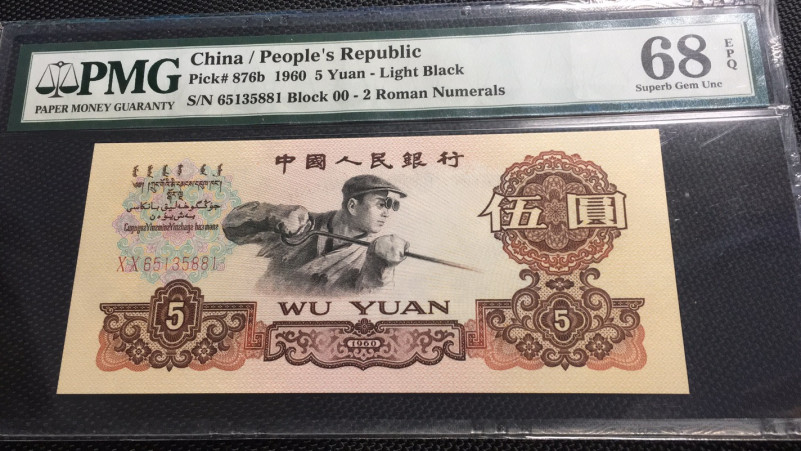 PMG
PAPER MONEY GUARANTY
China / People's Republic
Pick# 876b 1960 5 Yuan - Light Black
S/N 65135881 Block 00 - 2 Roman Numerals
68 EPQ
Superb Gem Unc
中國人民銀行
伍圓
XX65135881
5
WU YUAN
5
1960